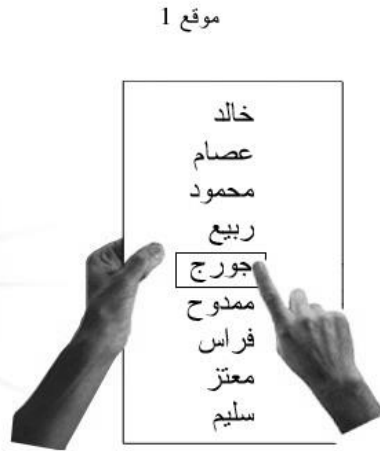 موقع 1
خالد
عصام
محمود
ربيع
جورج
ممدوح
فراس
معتز
سليم